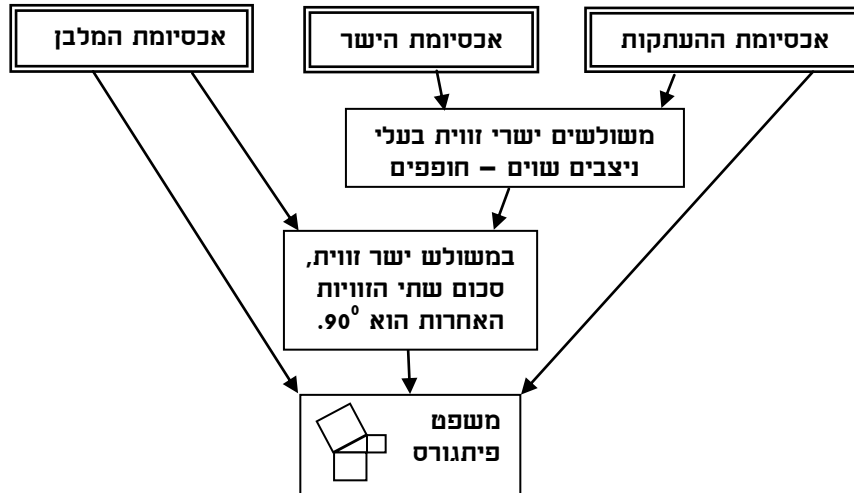 אכסיומת ההעתקות
אכסיומת הישר
אכסיומת המלבן
משולשים ישרי זווית בעלי
ניצבים שוים – חופפים
במשולש ישר זווית,
סכום שתי הזוויות
האחרות הוא 90⁰.
משפט
פיתגורס